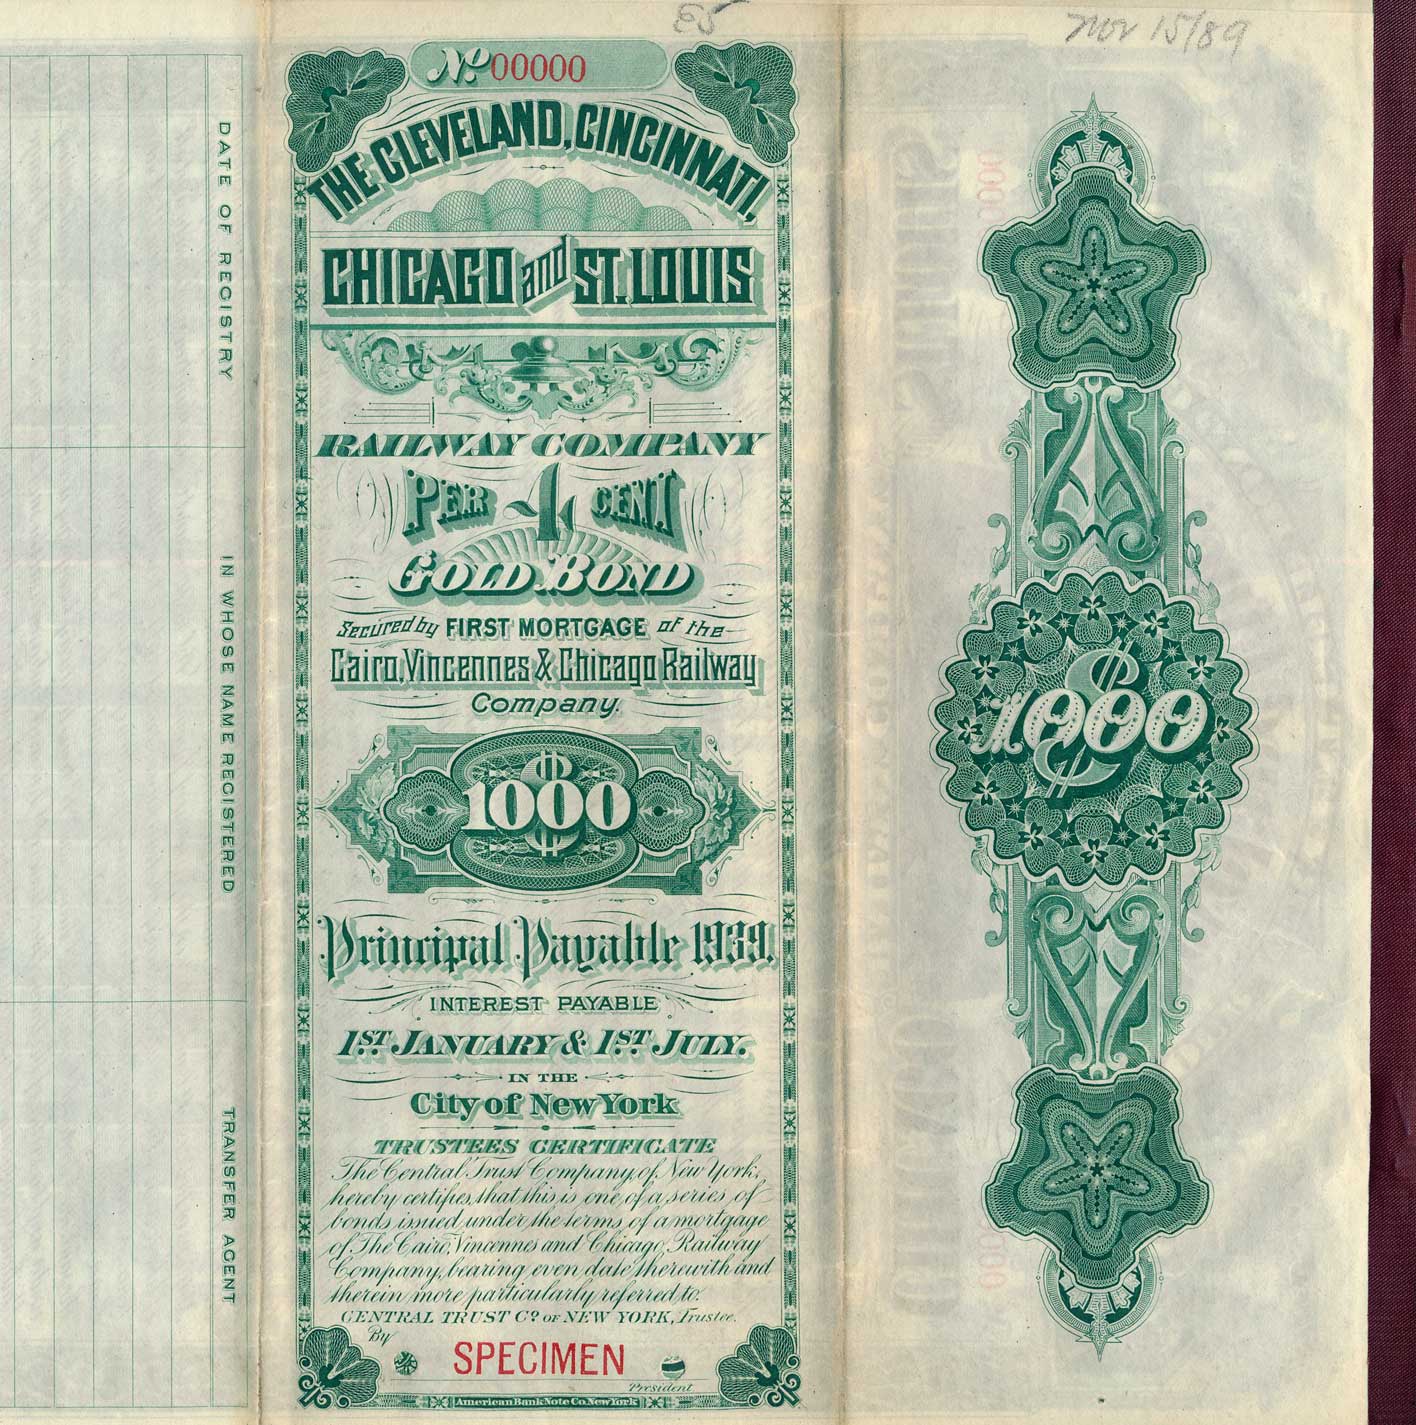 85
Nov 15/89
DATE OF REGISTRY
IN WHOSE NAME REGISTERED
TRANSFER AGENT
No. 00000
THE CLEVELAND, CINCINNATI,
CHICAGO and ST. LOUIS
RAILWAY COMPANY
PER 4 CENT
GOLD BOND
Secured by FIRST MORTGAGE of the
Cairo, Vincennes & Chicago Railway
Company.
$1000
Principal Payable 1939.
INTEREST PAYABLE
1ST. JANUARY & 1ST. JULY.
IN THE
City of New York
TRUSTEES CERTIFICATE
The Central Trust Company, of New York,
hereby certifies, that this is one of a series of
bonds issued under the terms of a mortgage
of The Cairo, Vincennes and Chicago Railway
Company, bearing even date therewith and
therein more particularly referred to.
CENTRAL TRUST Co. OF NEW YORK, Trustee.
By
SPECIMEN
President
American Bank Note Co. New York
$1000